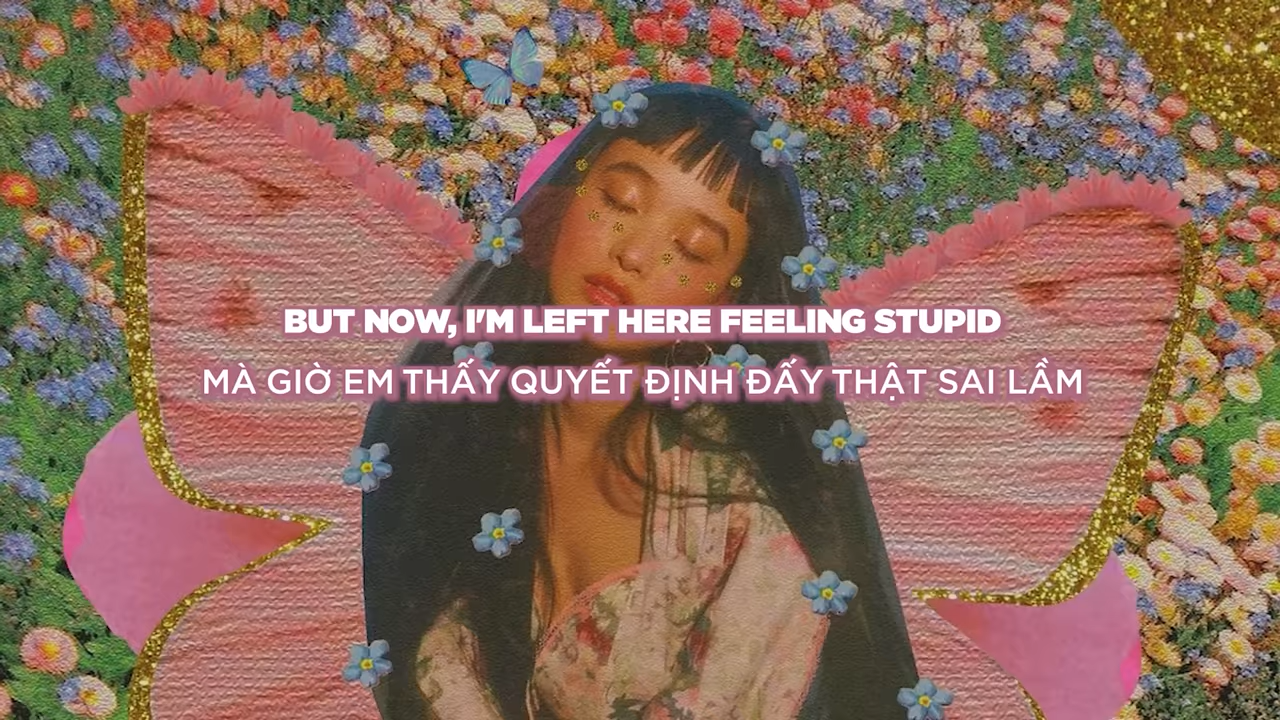 BUT NOW, I'M LEFT HERE FEELING STUPID
MÀ GIỜ EM THẤY QUYẾT ĐỊNH ĐẤY THẬT SAI LẦM